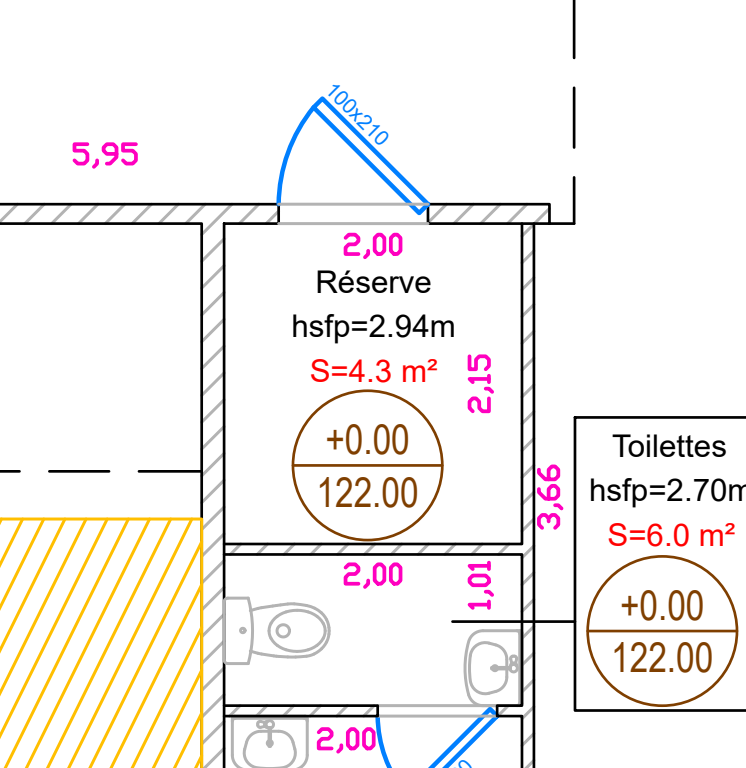 100x210
5,95
2,00
Réserve
hsfp=2.94m
S=4.3 m²
2,15
+0.00
122.00
3,66
Toilettes
hsfp=2.70m
S=6.0 m²
+0.00
122.00
2,00
1,01
2,00